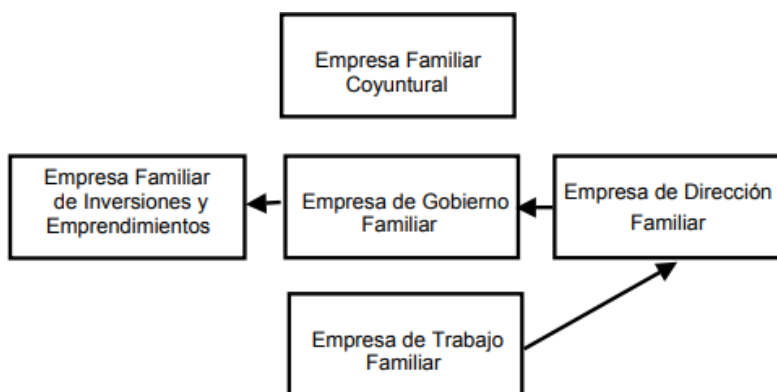 Empresa Familiar
Coyuntural
Empresa Familiar
de Inversiones y
Emprendimientos
Empresa de Gobierno
Familiar
Empresa de Dirección
Familiar
Empresa de Trabajo
Familiar